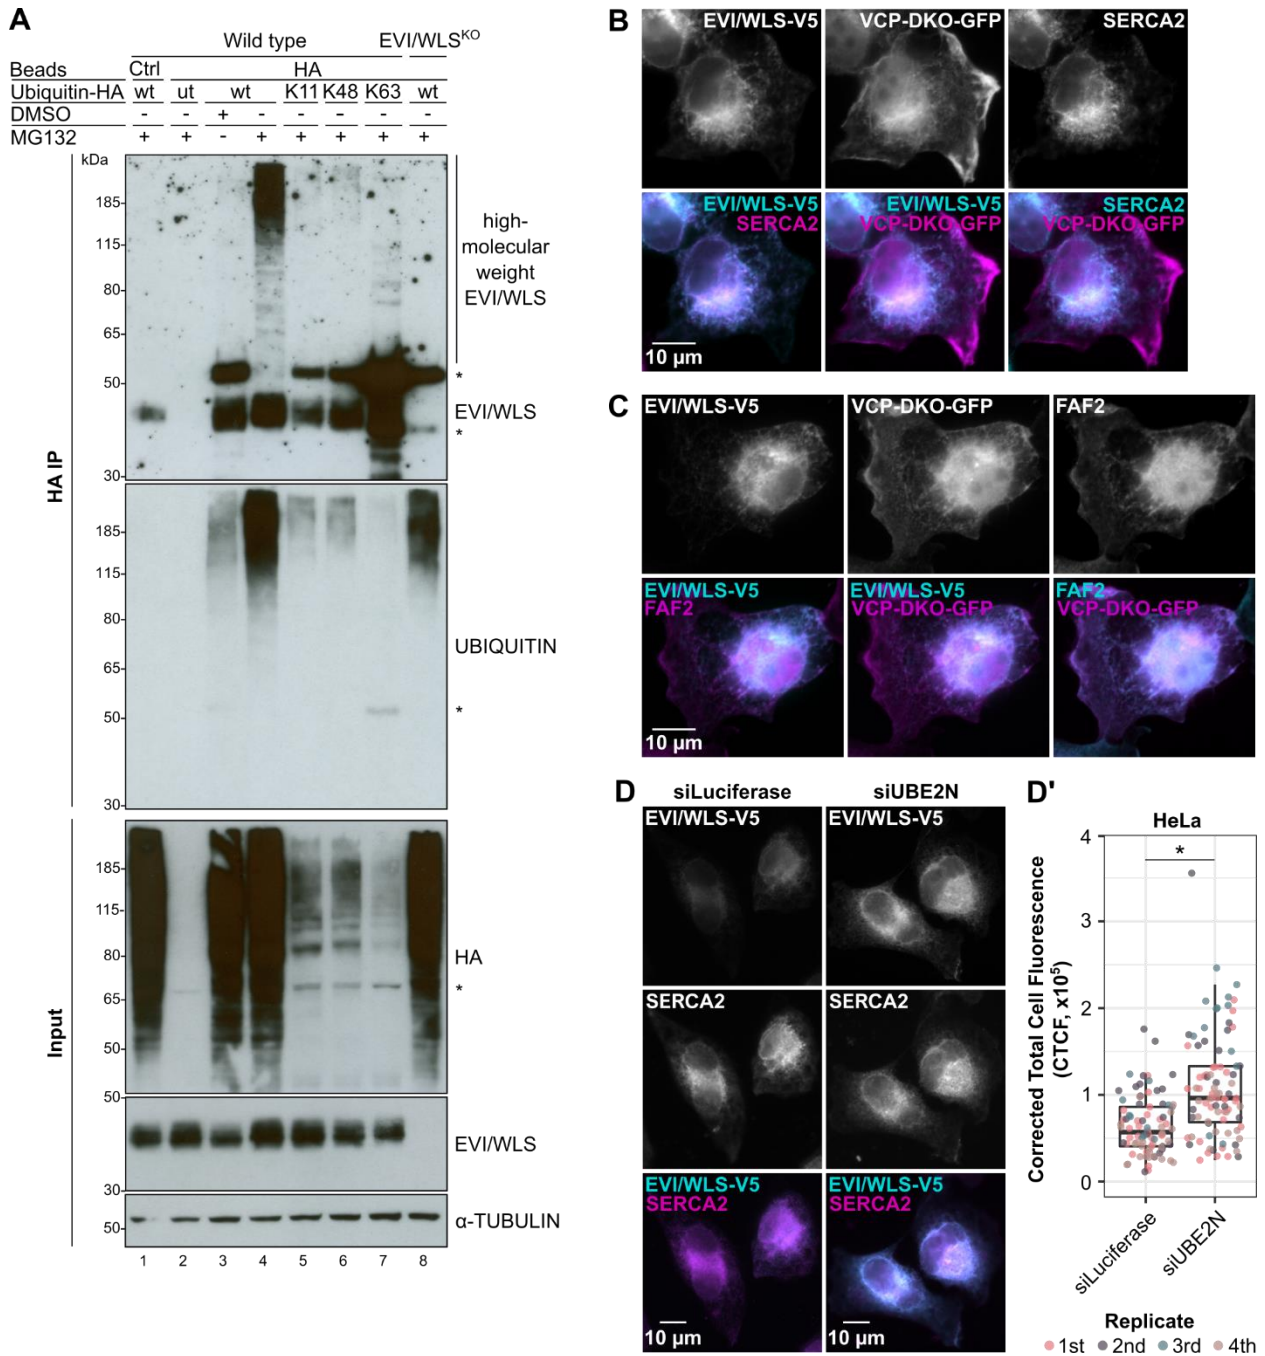 A
Wild type EVI/WLSKO
Beads Ctrl HA
Ubiquitin-HA wt ut wt K11 K48 K63 wt
DMSO - - + - - - - -
MG132 + + - + + + + +
kDa
185
115
80
65
50
30
high-
molecular
weight
EVI/WLS
*
EVI/WLS
*
HA IP
185
115
80
65
50
30
UBIQUITIN
*
185
115
80
65
50
HA
*
Input
50
30
EVI/WLS
50
α-TUBULIN
1 2 3 4 5 6 7 8
B
EVI/WLS-V5 VCP-DKO-GFP SERCA2
EVI/WLS-V5 EVI/WLS-V5 SERCA2
SERCA2 VCP-DKO-GFP VCP-DKO-GFP
10 µm
C
EVI/WLS-V5 VCP-DKO-GFP FAF2
EVI/WLS-V5 EVI/WLS-V5 FAF2
FAF2 VCP-DKO-GFP VCP-DKO-GFP
10 µm
D
siLuciferase siUBE2N
EVI/WLS-V5 EVI/WLS-V5
SERCA2 SERCA2
EVI/WLS-V5 EVI/WLS-V5
SERCA2 SERCA2
10 µm 10 µm
D'
HeLa
*
Corrected Total Cell Fluorescence
(CTCF, x10⁵)
4
3
2
1
0
siLuciferase siUBE2N
Replicate
1st 2nd 3rd 4th